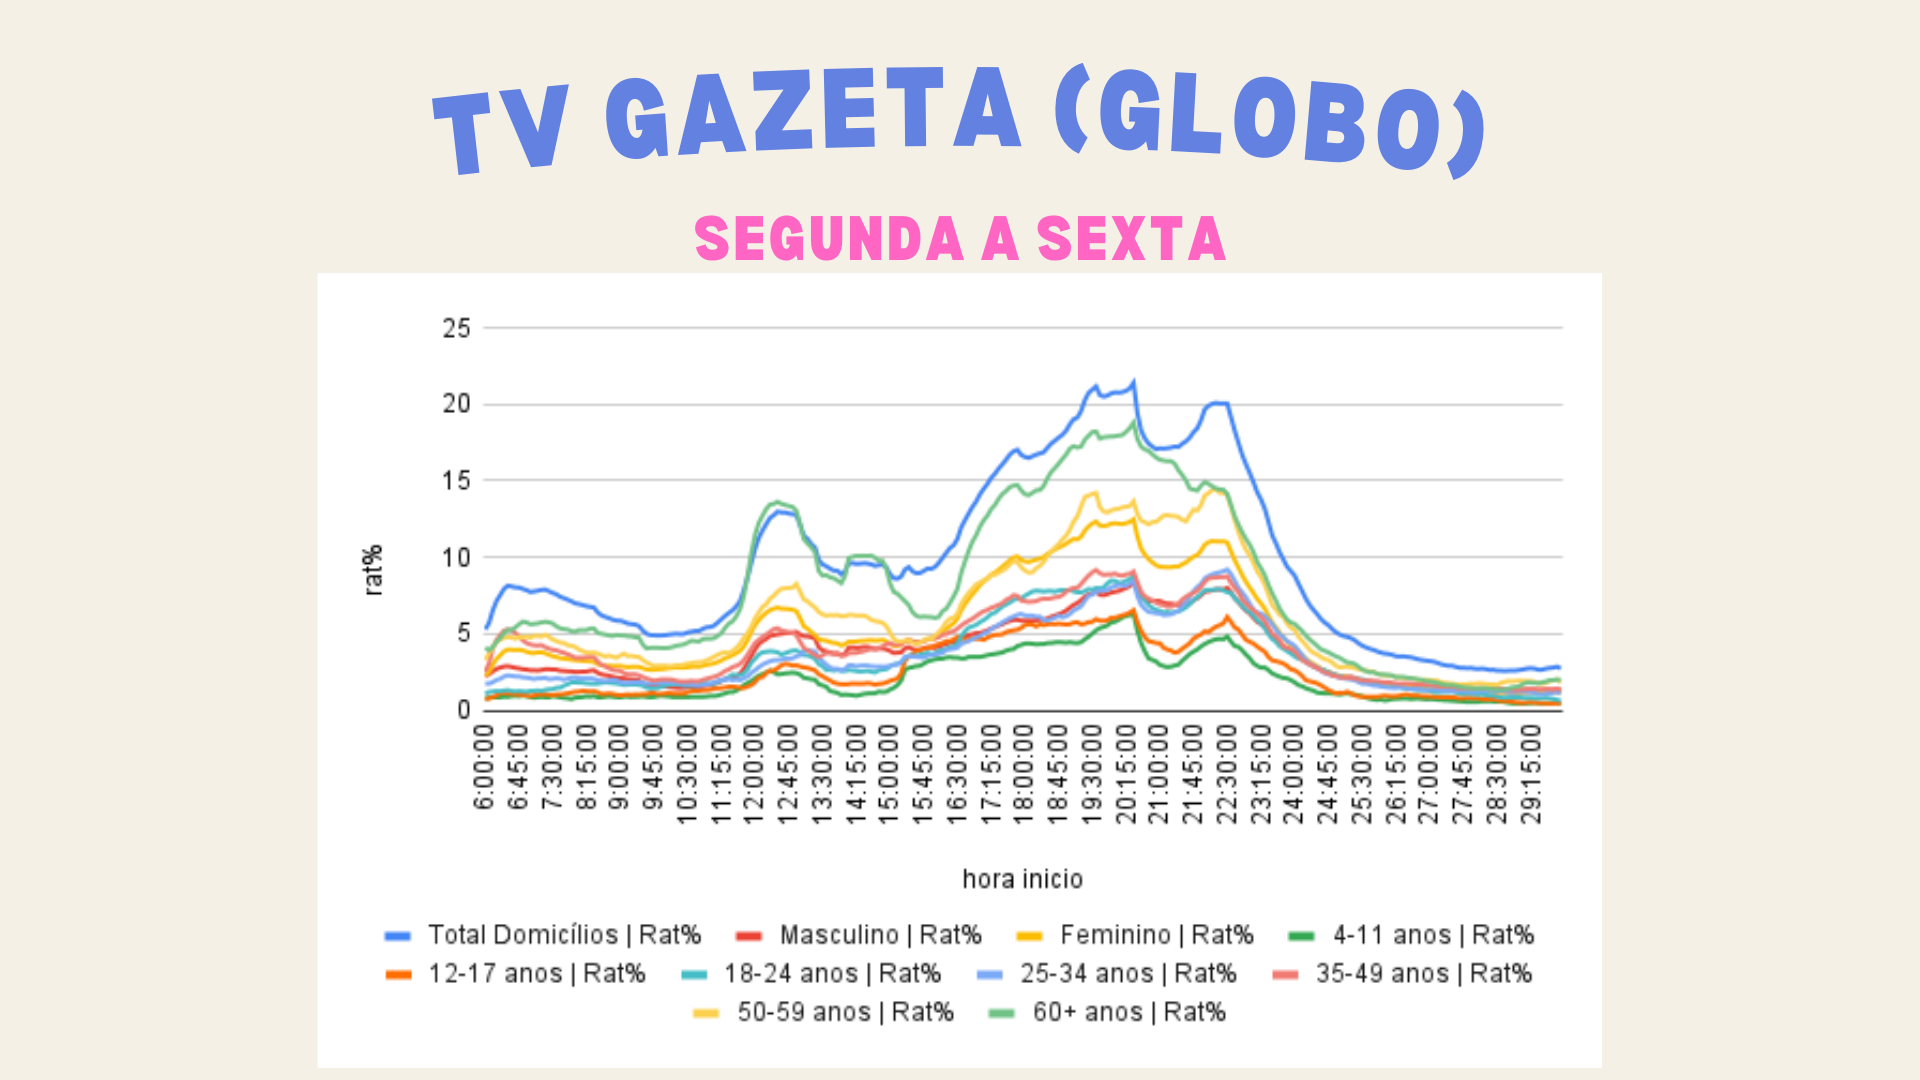 TV GAZETA (GLOBO)
SEGUNDA A SEXTA
25
20
15
10
5
0
rat%
6:00:00 6:45:00 7:30:00 8:15:00 9:00:00 9:45:00 10:30:00 11:15:00 12:00:00 12:45:00 13:30:00 14:15:00 15:00:00 15:45:00 16:30:00 17:15:00 18:00:00 18:45:00 19:30:00 20:15:00 21:00:00 21:45:00 22:30:00 23:15:00 24:00:00 24:45:00 25:30:00 26:15:00 27:00:00 27:45:00 28:30:00 29:15:00
hora inicio
Total Domicílios | Rat% Masculino | Rat% Feminino | Rat% 4-11 anos | Rat%
12-17 anos | Rat% 18-24 anos | Rat% 25-34 anos | Rat% 35-49 anos | Rat%
50-59 anos | Rat% 60+ anos | Rat%